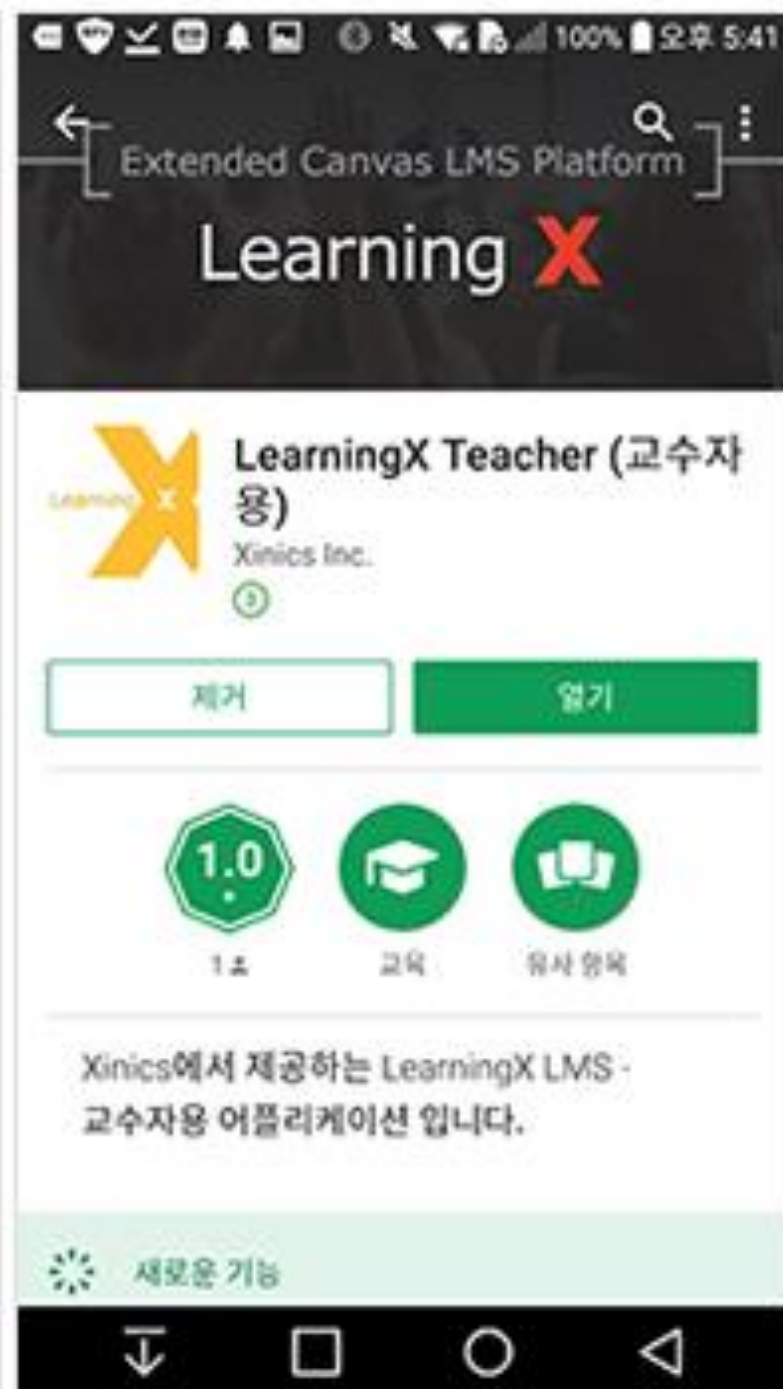 100% 오후 5:41
Extended Canvas LMS Platform
Learning X
Learning X
LearningX Teacher (교수자
용)
Xinics Inc.
3
제거
열기
1.0
1
교육
유사 항목
Xinics에서 제공하는 LearningX LMS -
교수자용 어플리케이션 입니다.
새로운 기능